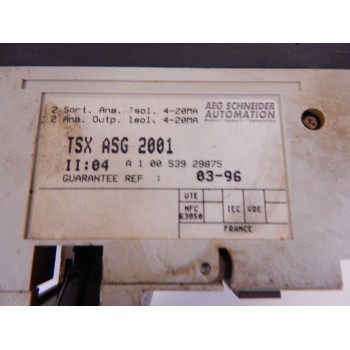 2 Sort. Ana. Isol. 4-20MA
2 Ana. Outp. Isol. 4-20MA
AEG SCHNEIDER
AUTOMATION
TSX ASG 2001
II:04 A 1 00 539 29875
GUARANTEE REF : 03-96
UTE
NFC
63850
IEC
VDE
FRANCE